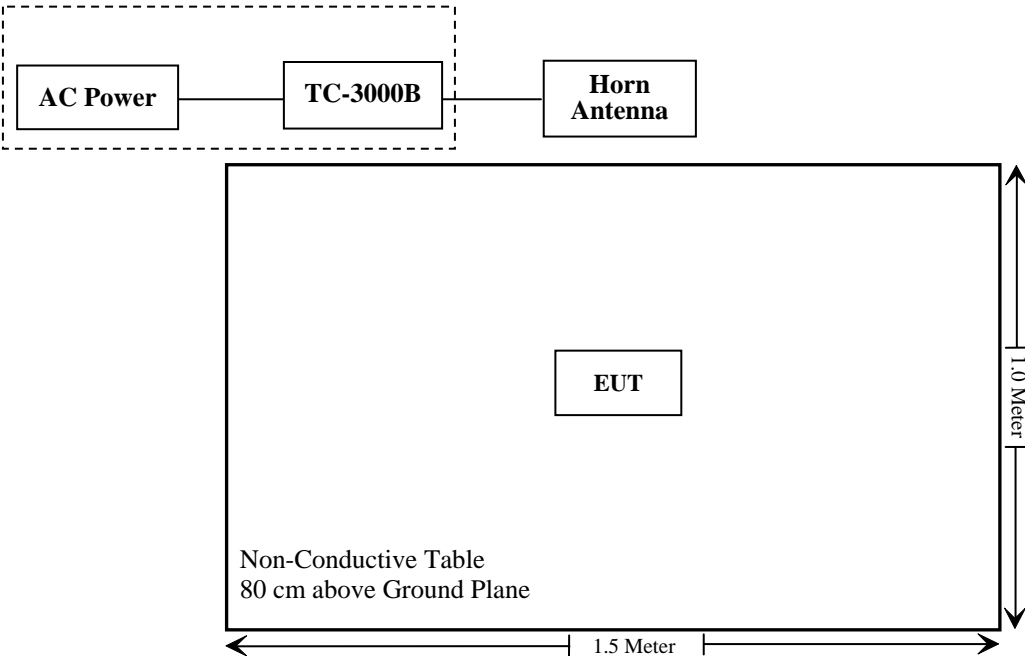 AC Power
TC-3000B
Horn
Antenna
EUT
1.0 Meter
Non-Conductive Table
80 cm above Ground Plane
1.5 Meter